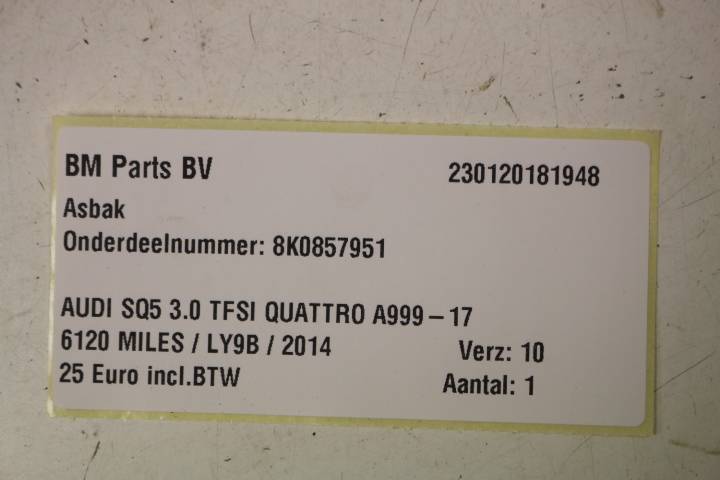 BM Parts BV 230120181948
Asbak
Onderdeelnummer: 8K0857951
AUDI SQ5 3.0 TFSI QUATTRO A999-17
6120 MILES / LY9B / 2014 Verz: 10
25 Euro incl.BTW Aantal: 1